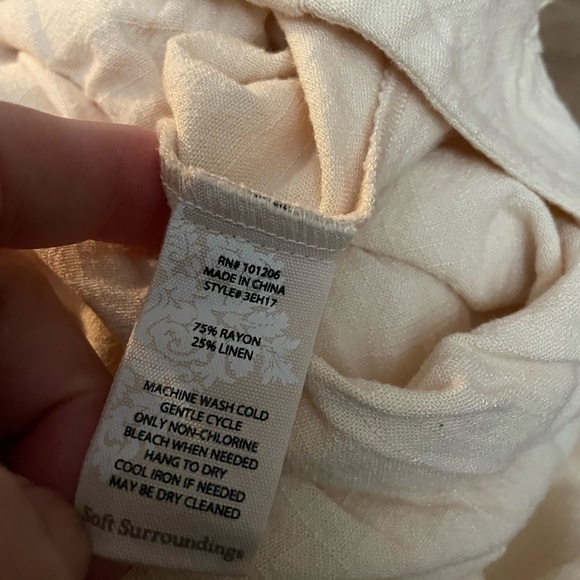 RN# 101206
MADE IN CHINA
STYLE# 3EH17
75% RAYON
25% LINEN
MACHINE WASH COLD
GENTLE CYCLE
ONLY NON-CHLORINE
BLEACH WHEN NEEDED
HANG TO DRY
COOL IRON IF NEEDED
MAY BE DRY CLEANED
Soft Surroundings